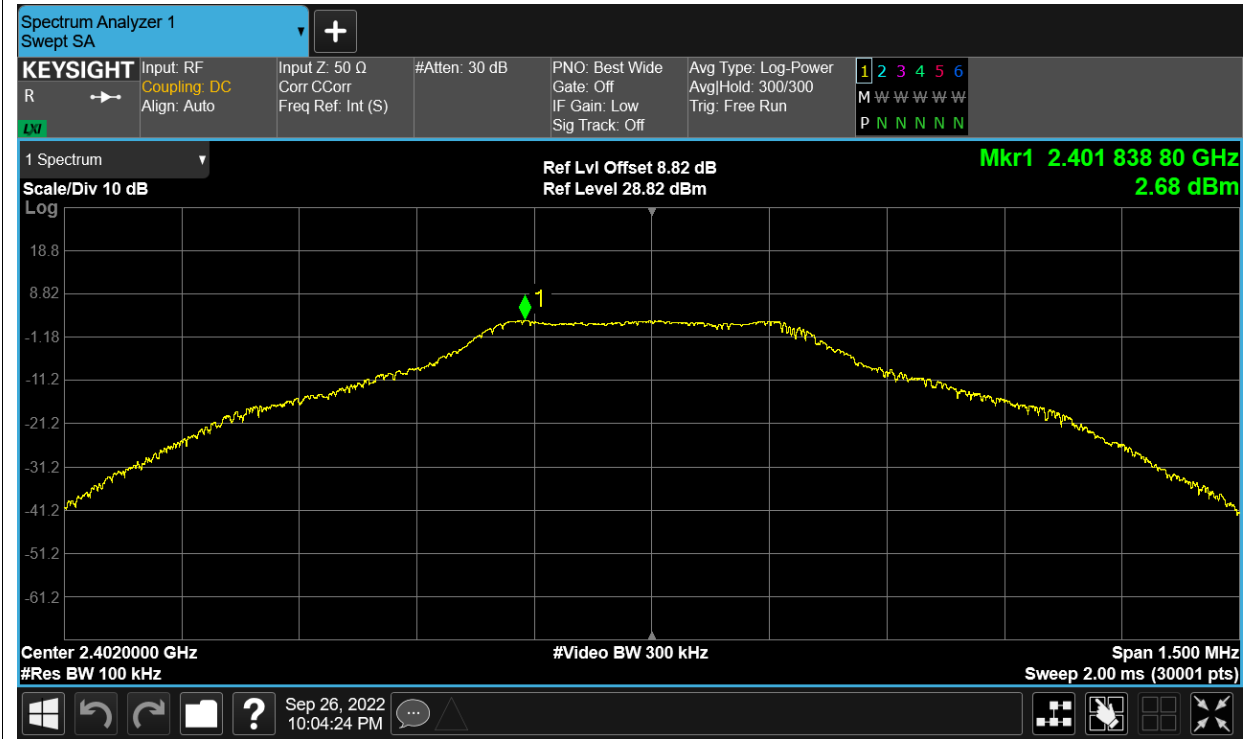 Spectrum Analyzer 1
Swept SA
KEYSIGHT
R
LXI
Input: RF
Coupling: DC
Align: Auto
Input Z: 50 Ω
Corr CCorr
Freq Ref: Int (S)
#Atten: 30 dB
PNO: Best Wide
Gate: Off
IF Gain: Low
Sig Track: Off
Avg Type: Log-Power
Avg|Hold: 300/300
Trig: Free Run
1 2 3 4 5 6
M W W W W W
P N N N N N
1 Spectrum
Scale/Div 10 dB
Log
Ref Lvl Offset 8.82 dB
Ref Level 28.82 dBm
Mkr1 2.401 838 80 GHz
2.68 dBm
18.8
8.82
1
-1.18
-11.2
-21.2
-31.2
-41.2
-51.2
-61.2
Center 2.4020000 GHz
#Video BW 300 kHz
Span 1.500 MHz
#Res BW 100 kHz
Sweep 2.00 ms (30001 pts)
?
Sep 26, 2022
10:04:24 PM